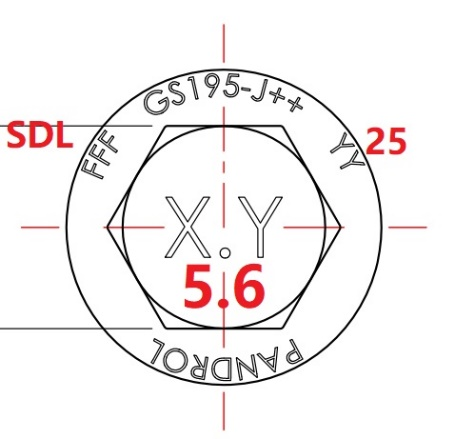 GS195-J++
SDL
FFF
YY
25
X.Y
5.6
PANDROL